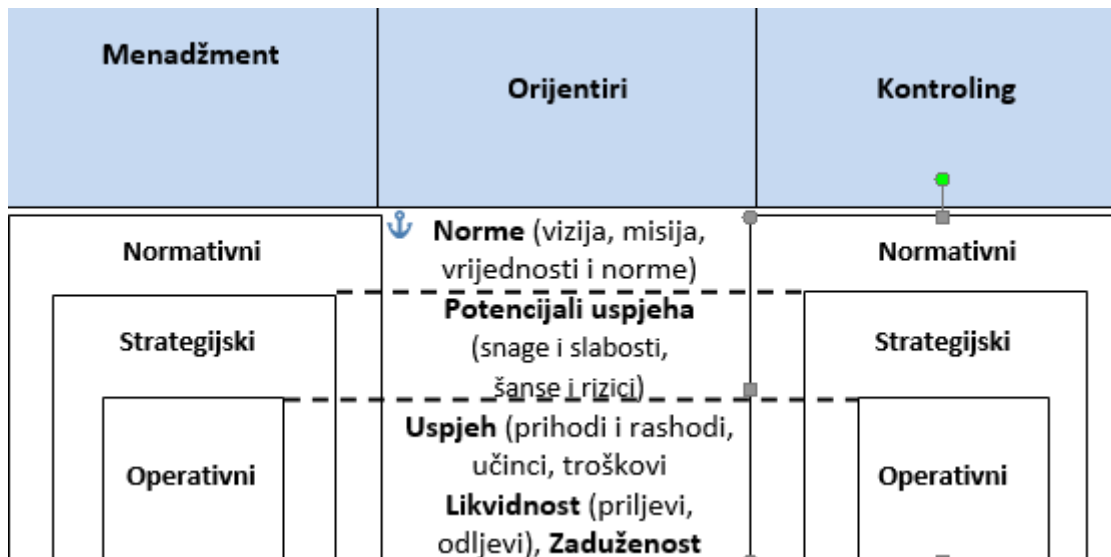 Menadžment
Orijentiri
Kontroling
Normativni
Norme (vizija, misija,
vrijednosti i norme)
Normativni
Strategijski
Potencijali uspjeha
(snage i slabosti,
šanse i rizici)
Strategijski
Operativni
Uspjeh (prihodi i rashodi,
učinci, troškovi
Likvidnost (priljevi,
odljevi), Zaduženost
Operativni